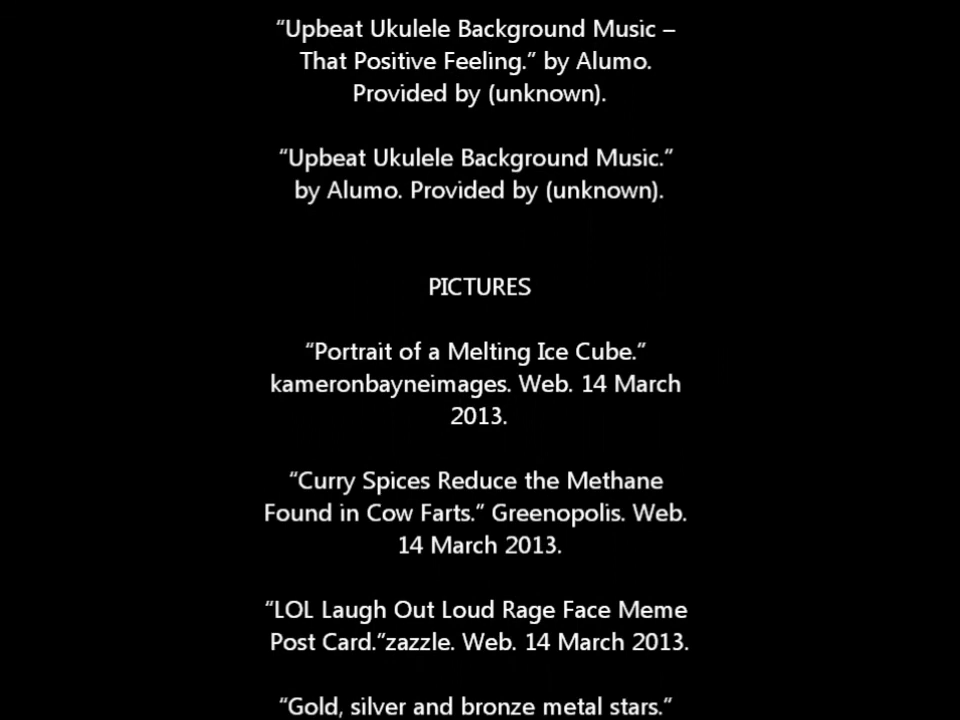 “Upbeat Ukulele Background Music –
That Positive Feeling.” by Alumo.
Provided by (unknown).
“Upbeat Ukulele Background Music.”
by Alumo. Provided by (unknown).
PICTURES
“Portrait of a Melting Ice Cube.”
kameronbayneimages. Web. 14 March
2013.
“Curry Spices Reduce the Methane
Found in Cow Farts.” Greenopolis. Web.
14 March 2013.
“LOL Laugh Out Loud Rage Face Meme
Post Card.”zazzle. Web. 14 March 2013.
“Gold, silver and bronze metal stars.”